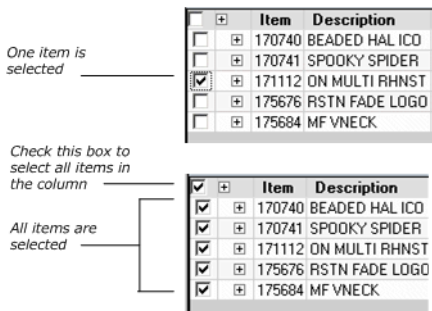 Item Description
One item is
selected
170740 BEADED HAL ICO
170741 SPOOKY SPIDER
171112 ON MULTI RHNST
175676 RSTN FADE LOGO
175684 MF VNECK
Check this box to
select all items in
the column
Item Description
All items are
selected
170740 BEADED HAL ICO
170741 SPOOKY SPIDER
171112 ON MULTI RHNST
175676 RSTN FADE LOGO
175684 MF VNECK